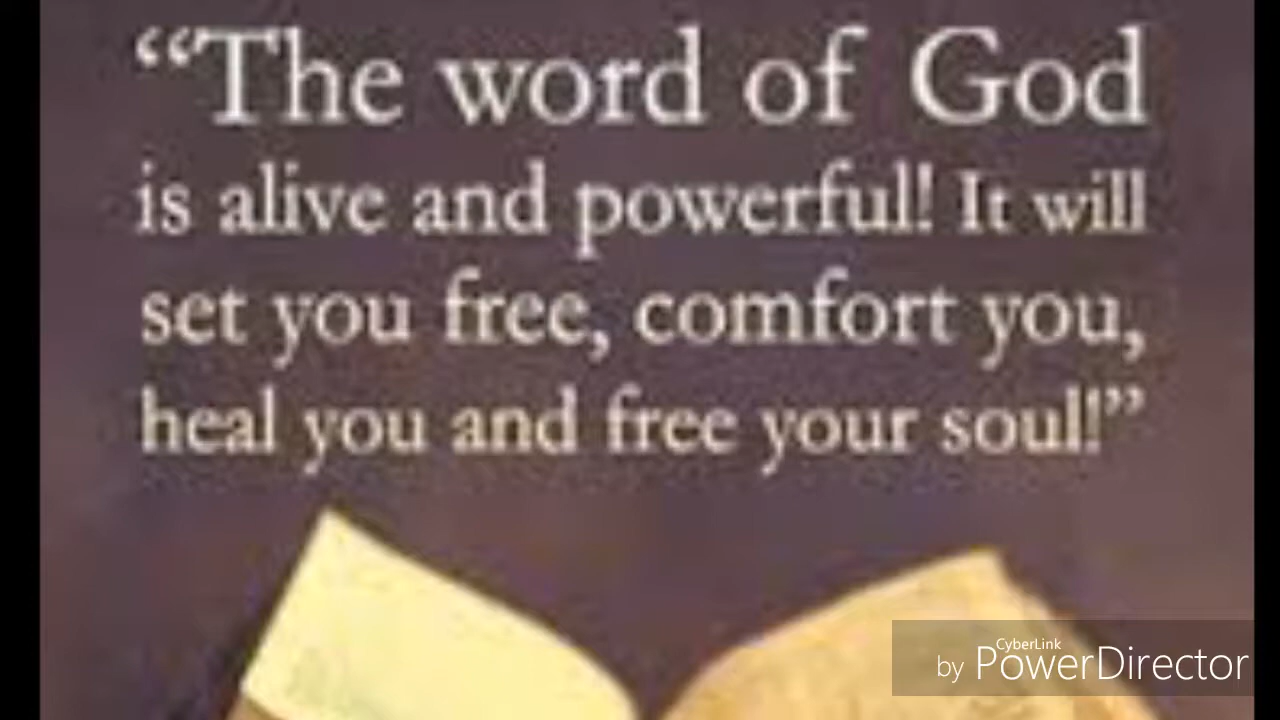 “The word of God
is alive and powerful! It will
set you free, comfort you,
heal you and free your soul!”
CyberLink
by PowerDirector